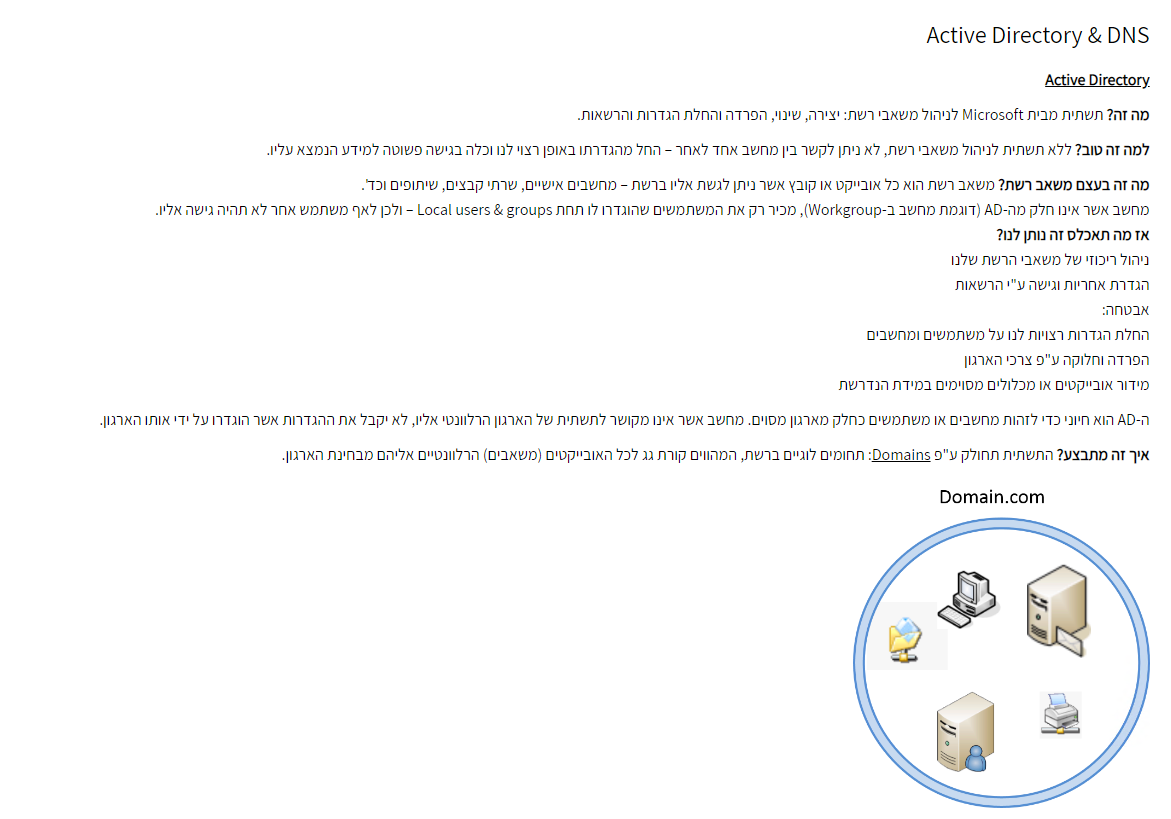 Active Directory & DNS
Active Directory
מה זה? תשתית מבית Microsoft לניהול משאבי רשת: יצירה, שינוי, הפרדה והחלת הגדרות והרשאות.
למה זה טוב? ללא תשתית לניהול משאבי רשת, לא ניתן לקשר בין מחשב אחד לאחר – החל מהגדרתו באופן רצוי לנו וכלה בגישה פשוטה למידע הנמצא עליו.
מה זה בעצם משאב רשת? משאב רשת הוא כל אובייקט או קובץ אשר ניתן לגשת אליו ברשת – מחשבים אישיים, שרתי קבצים, שיתופים וכד'.
מחשב אשר אינו חלק מה-AD (דוגמת מחשב ב-Workgroup), מכיר רק את המשתמשים שהוגדרו לו תחת Local users & groups – ולכן לאף משתמש אחר לא תהיה גישה אליו.
אז מה תאכלס זה נותן לנו?
ניהול ריכוזי של משאבי הרשת שלנו
הגדרת אחריות וגישה ע"י הרשאות
אבטחה:
החלת הגדרות רצויות לנו על משתמשים ומחשבים
הפרדה וחלוקה ע"פ צרכי הארגון
מידור אובייקטים או מכלולים מסוימים במידת הנדרשת
ה-AD הוא חיוני כדי לזהות מחשבים או משתמשים כחלק מארגון מסוים. מחשב אשר אינו מקושר לתשתית של הארגון הרלוונטי אליו, לא יקבל את ההגדרות אשר הוגדרו על ידי אותו הארגון.
איך זה מתבצע? התשתית תחולק ע"פ Domains: תחומים לוגיים ברשת, המהווים קורת גג לכל האובייקטים (משאבים) הרלוונטיים אליהם מבחינת הארגון.
Domain.com